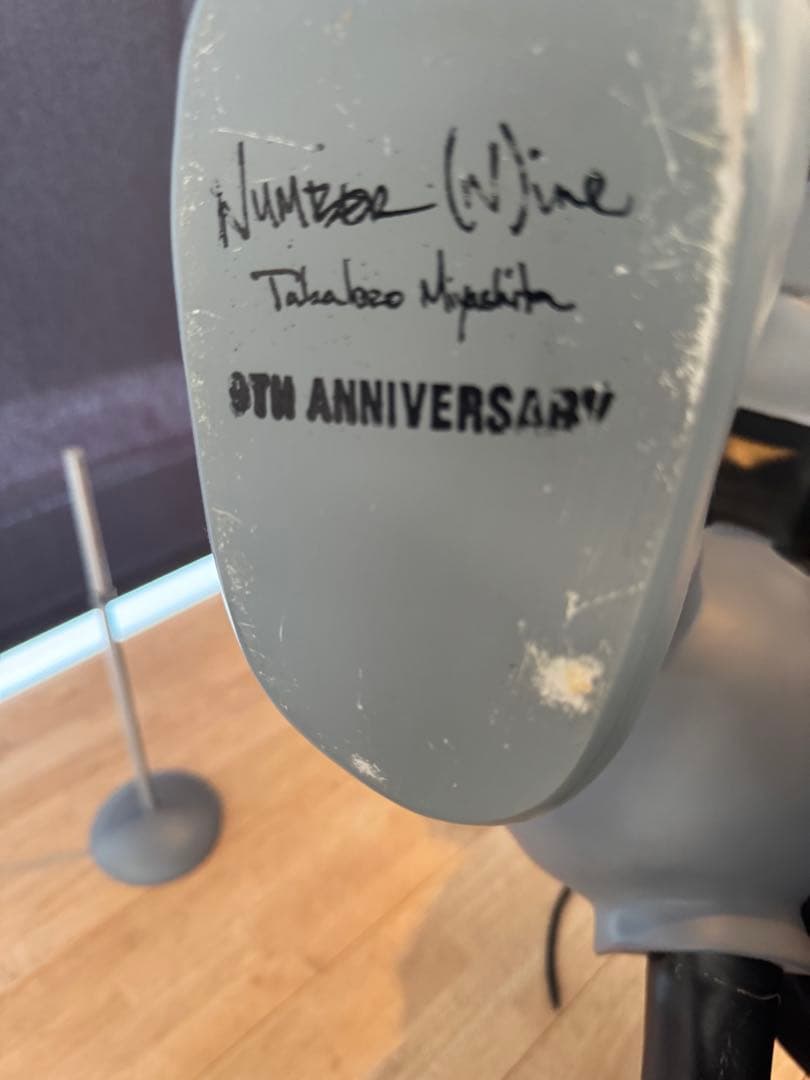 Number (N)ine
Takahiro Miyashita
9TH ANNIVERSARY